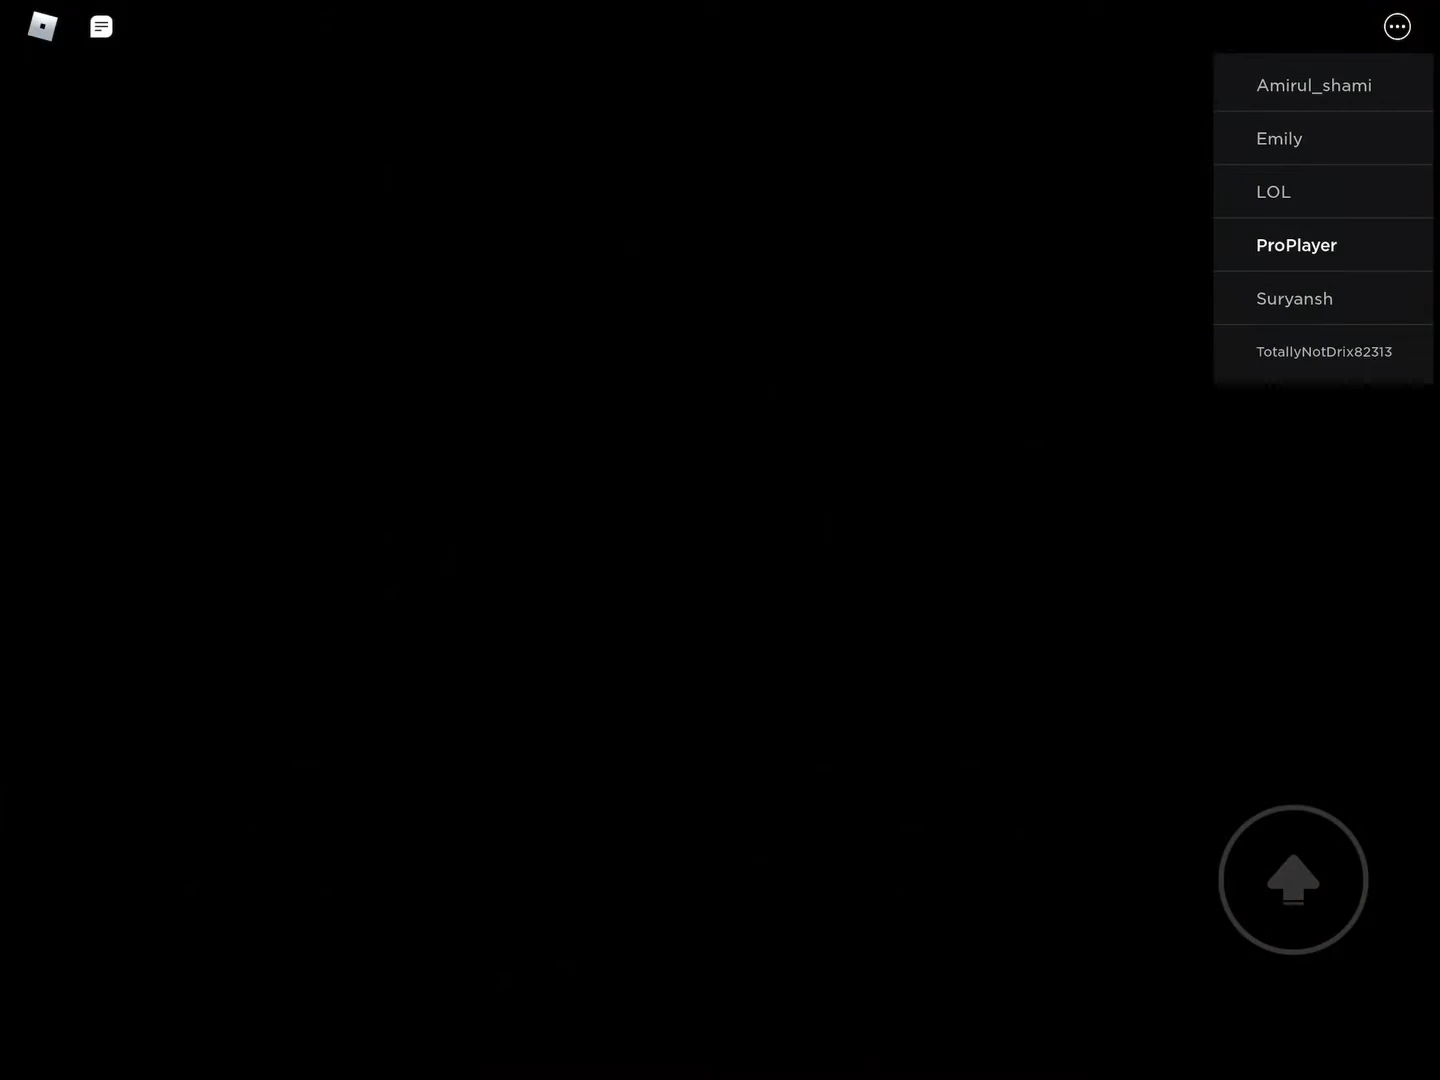 Amirul_shami
Emily
LOL
ProPlayer
Suryansh
TotallyNotDrix82313